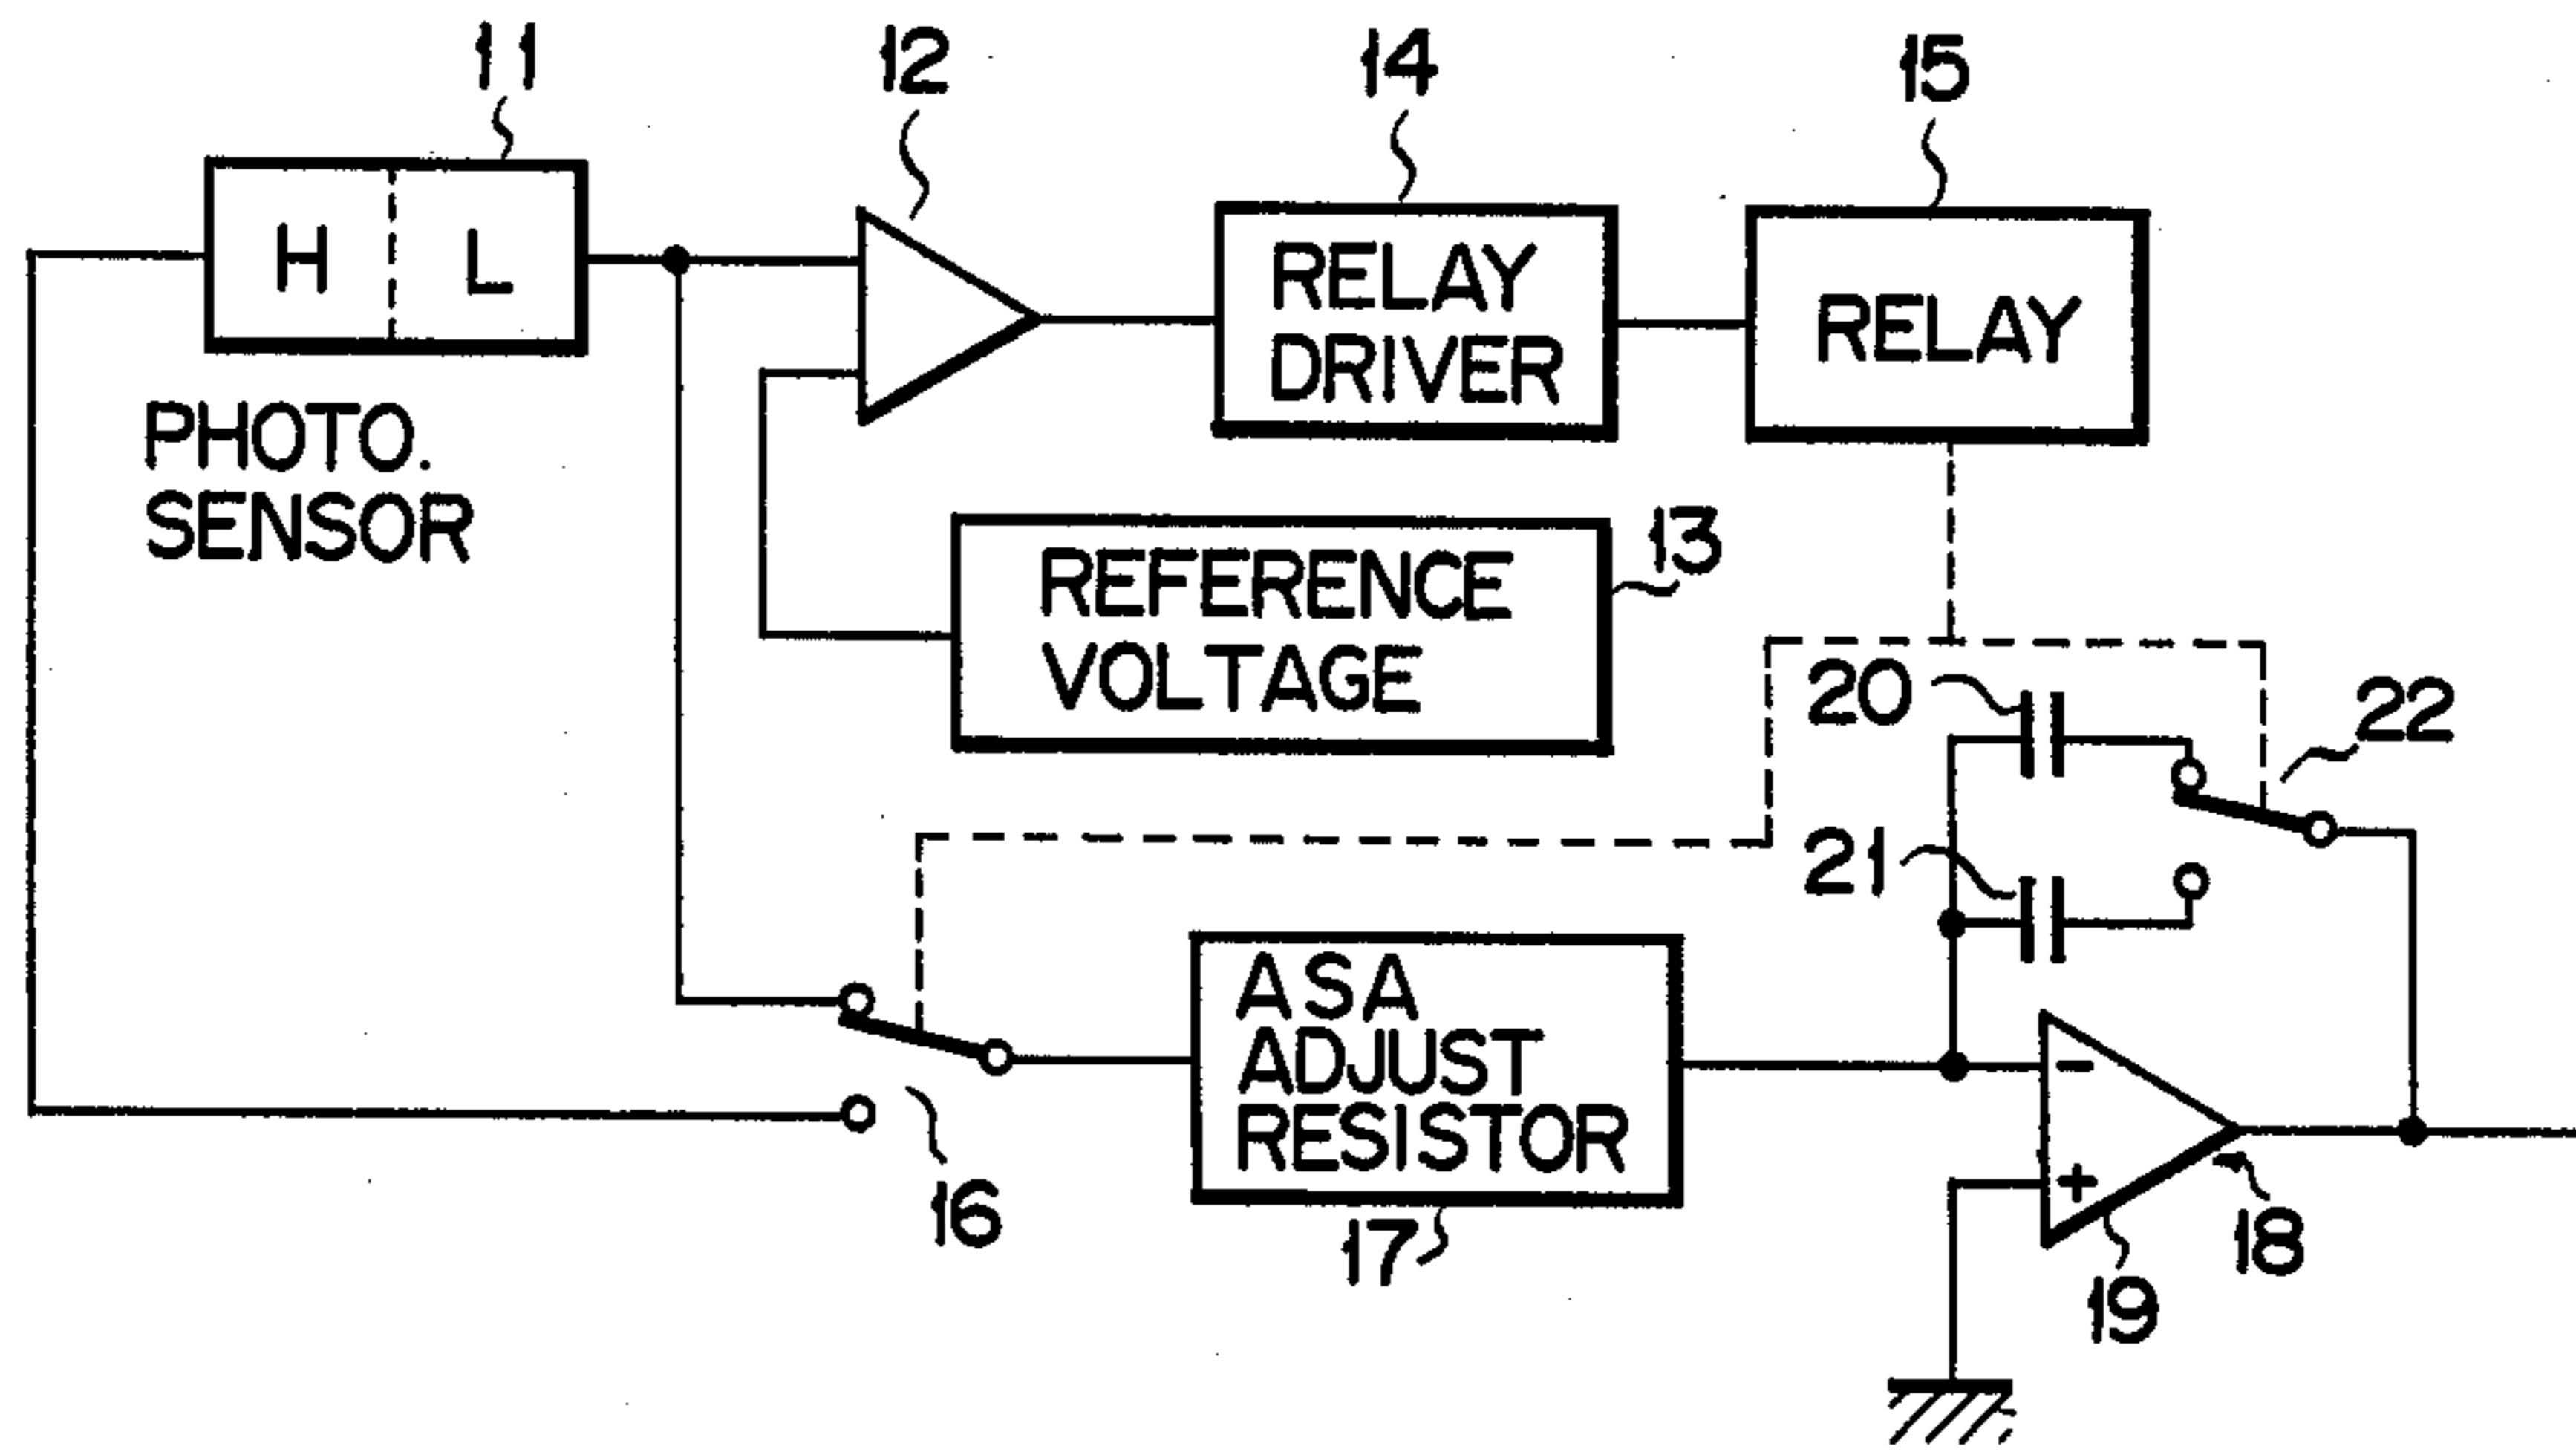 11
12
14
15
H
L
RELAY
DRIVER
RELAY
PHOTO.
SENSOR
13
REFERENCE
VOLTAGE
20
22
21
ASA
ADJUST
RESISTOR
-
+
16
17
18
19